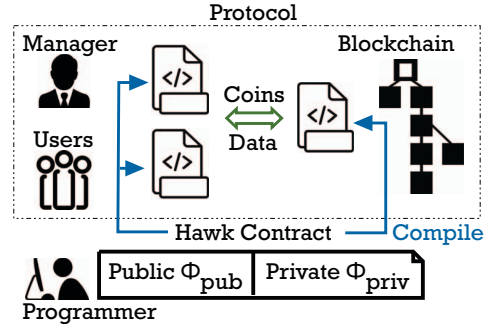 Protocol
Manager
Blockchain
</>
</>
Coins
</>
Users
Data
</>
Hawk Contract
Compile
Public Φpub
Private Φpriv
Programmer